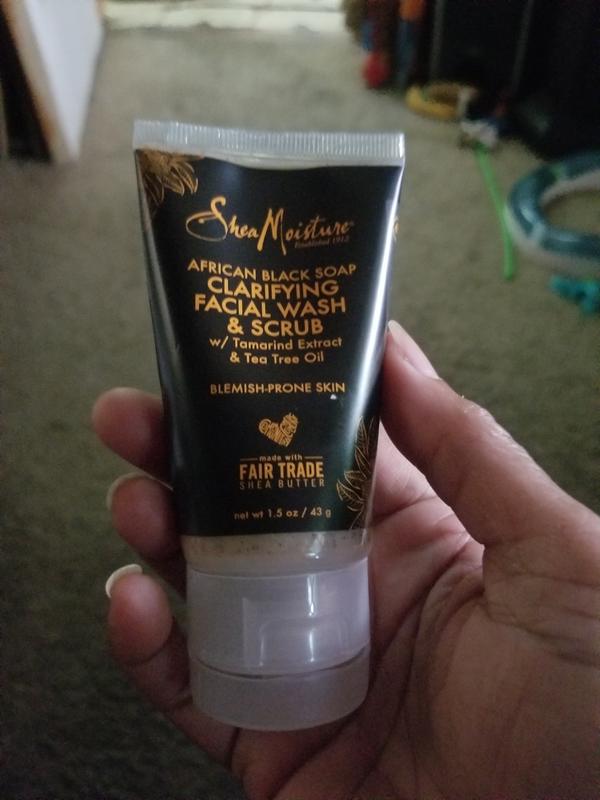 SheaMoisture
Established 1912
AFRICAN BLACK SOAP
CLARIFYING
FACIAL WASH
& SCRUB
w/ Tamarind Extract
& Tea Tree Oil
BLEMISH-PRONE SKIN
made with
FAIR TRADE
SHEA BUTTER
net wt 1.5 oz / 43 g